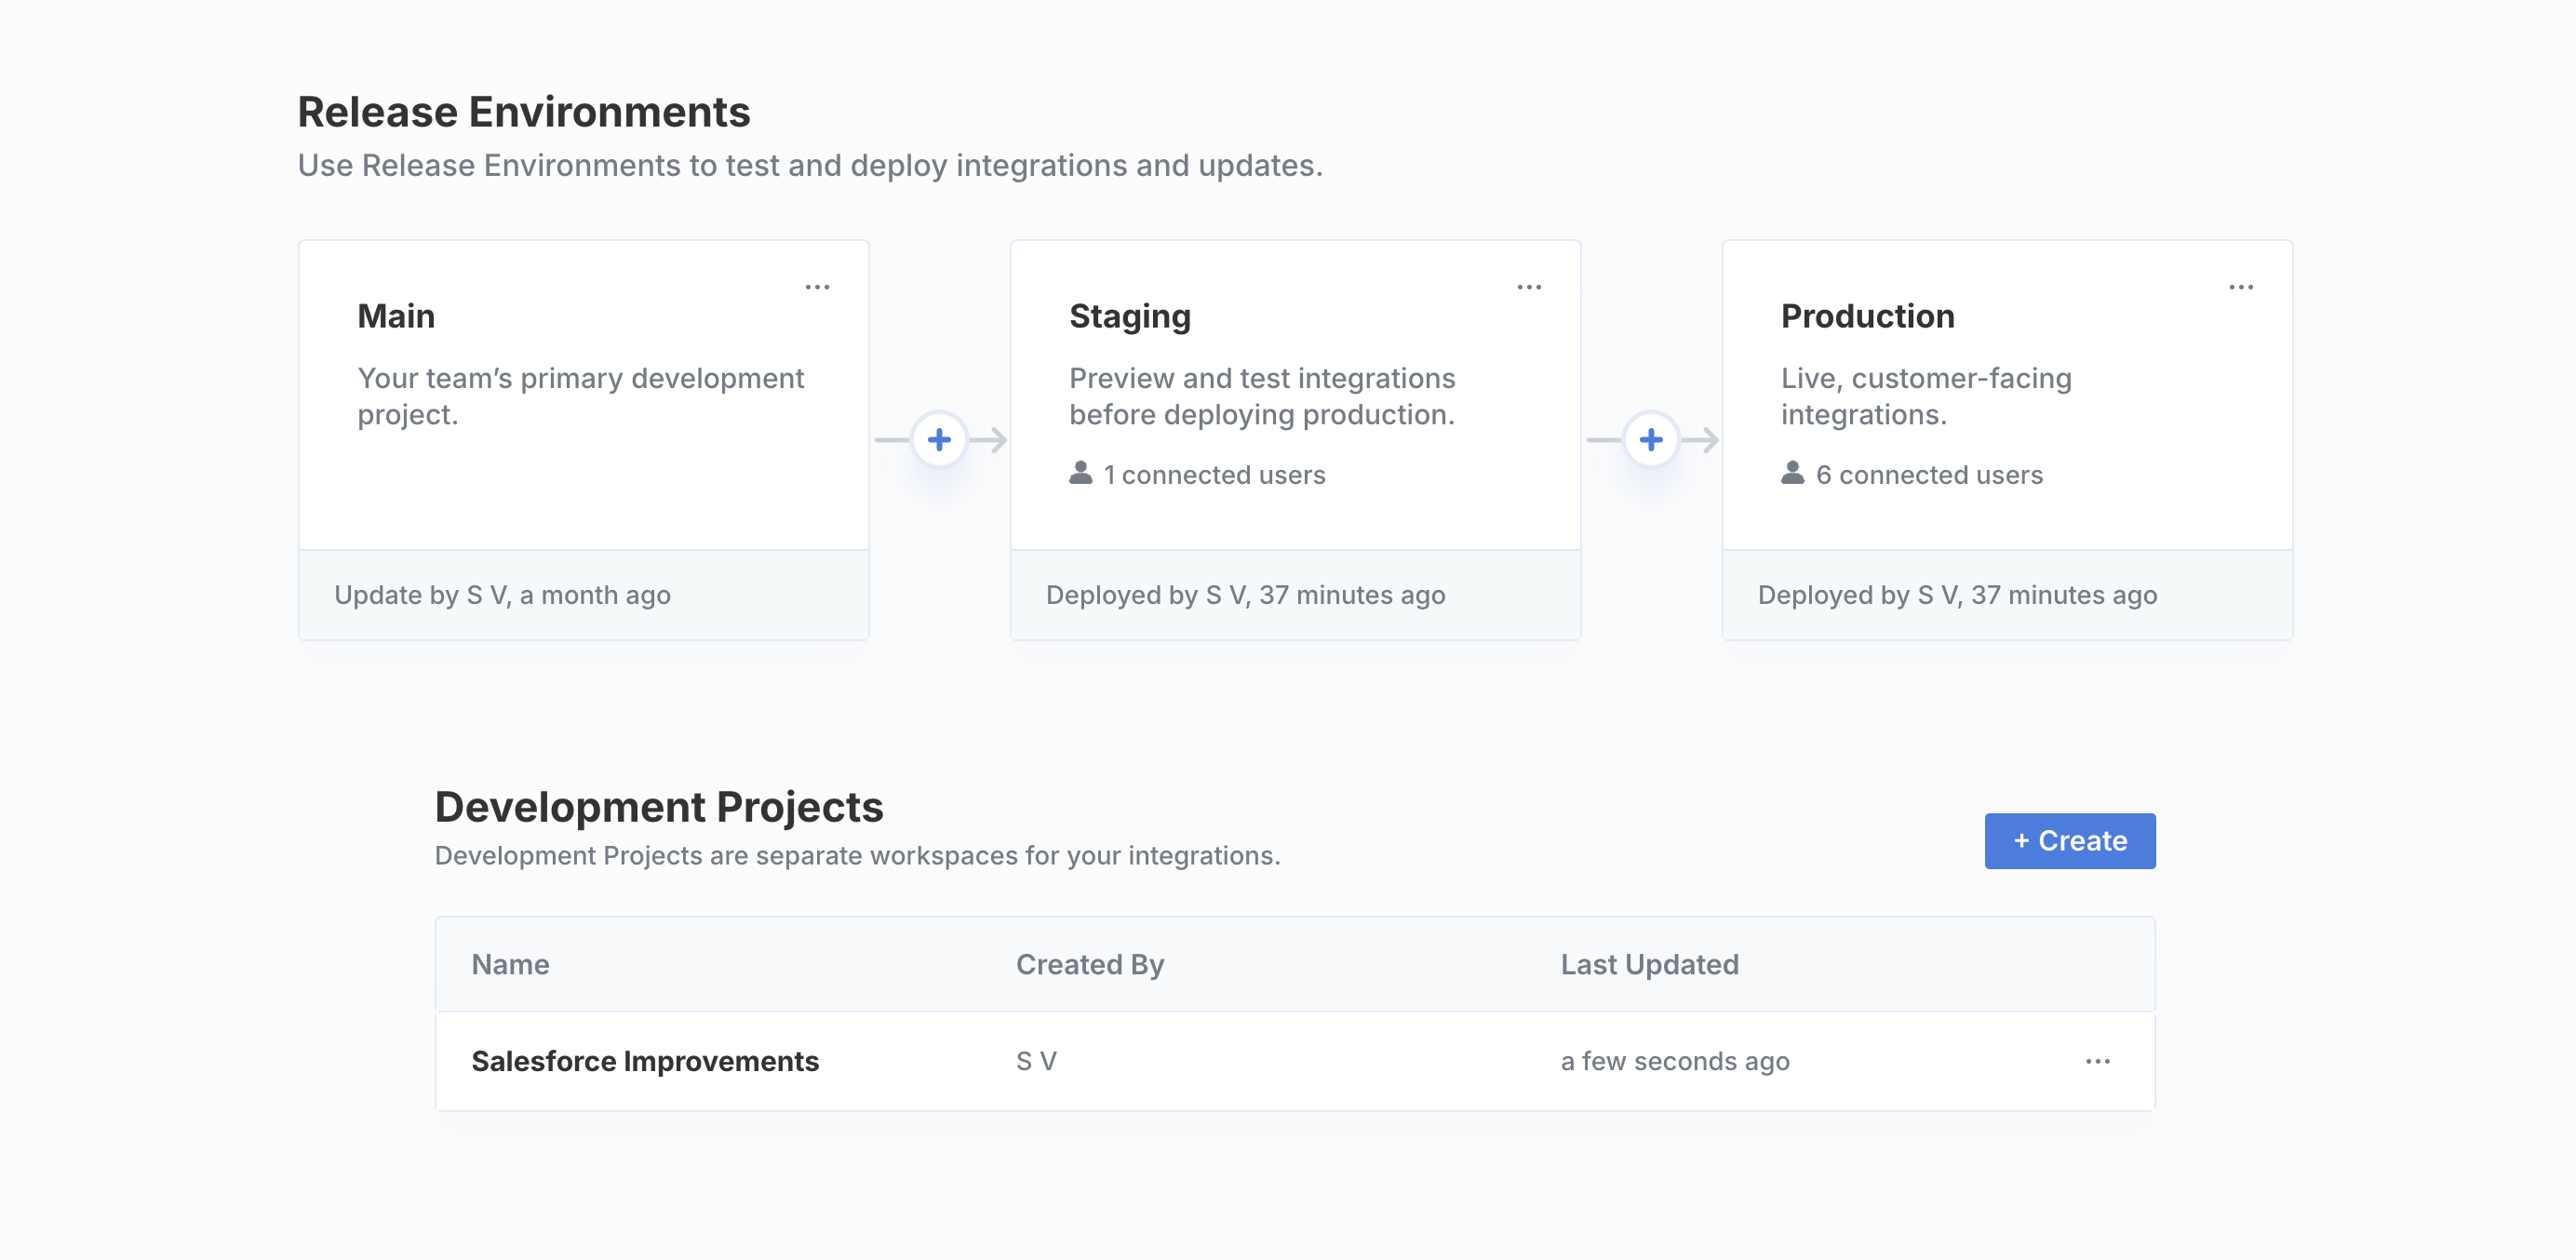 Release Environments
Use Release Environments to test and deploy integrations and updates.
Main
Your team’s primary development
project.
Update by S V, a month ago
Staging
Preview and test integrations
before deploying production.
1 connected users
Deployed by S V, 37 minutes ago
Production
Live, customer-facing
integrations.
6 connected users
Deployed by S V, 37 minutes ago
Development Projects
Development Projects are separate workspaces for your integrations.
+ Create
Name Created By Last Updated
Salesforce Improvements S V a few seconds ago